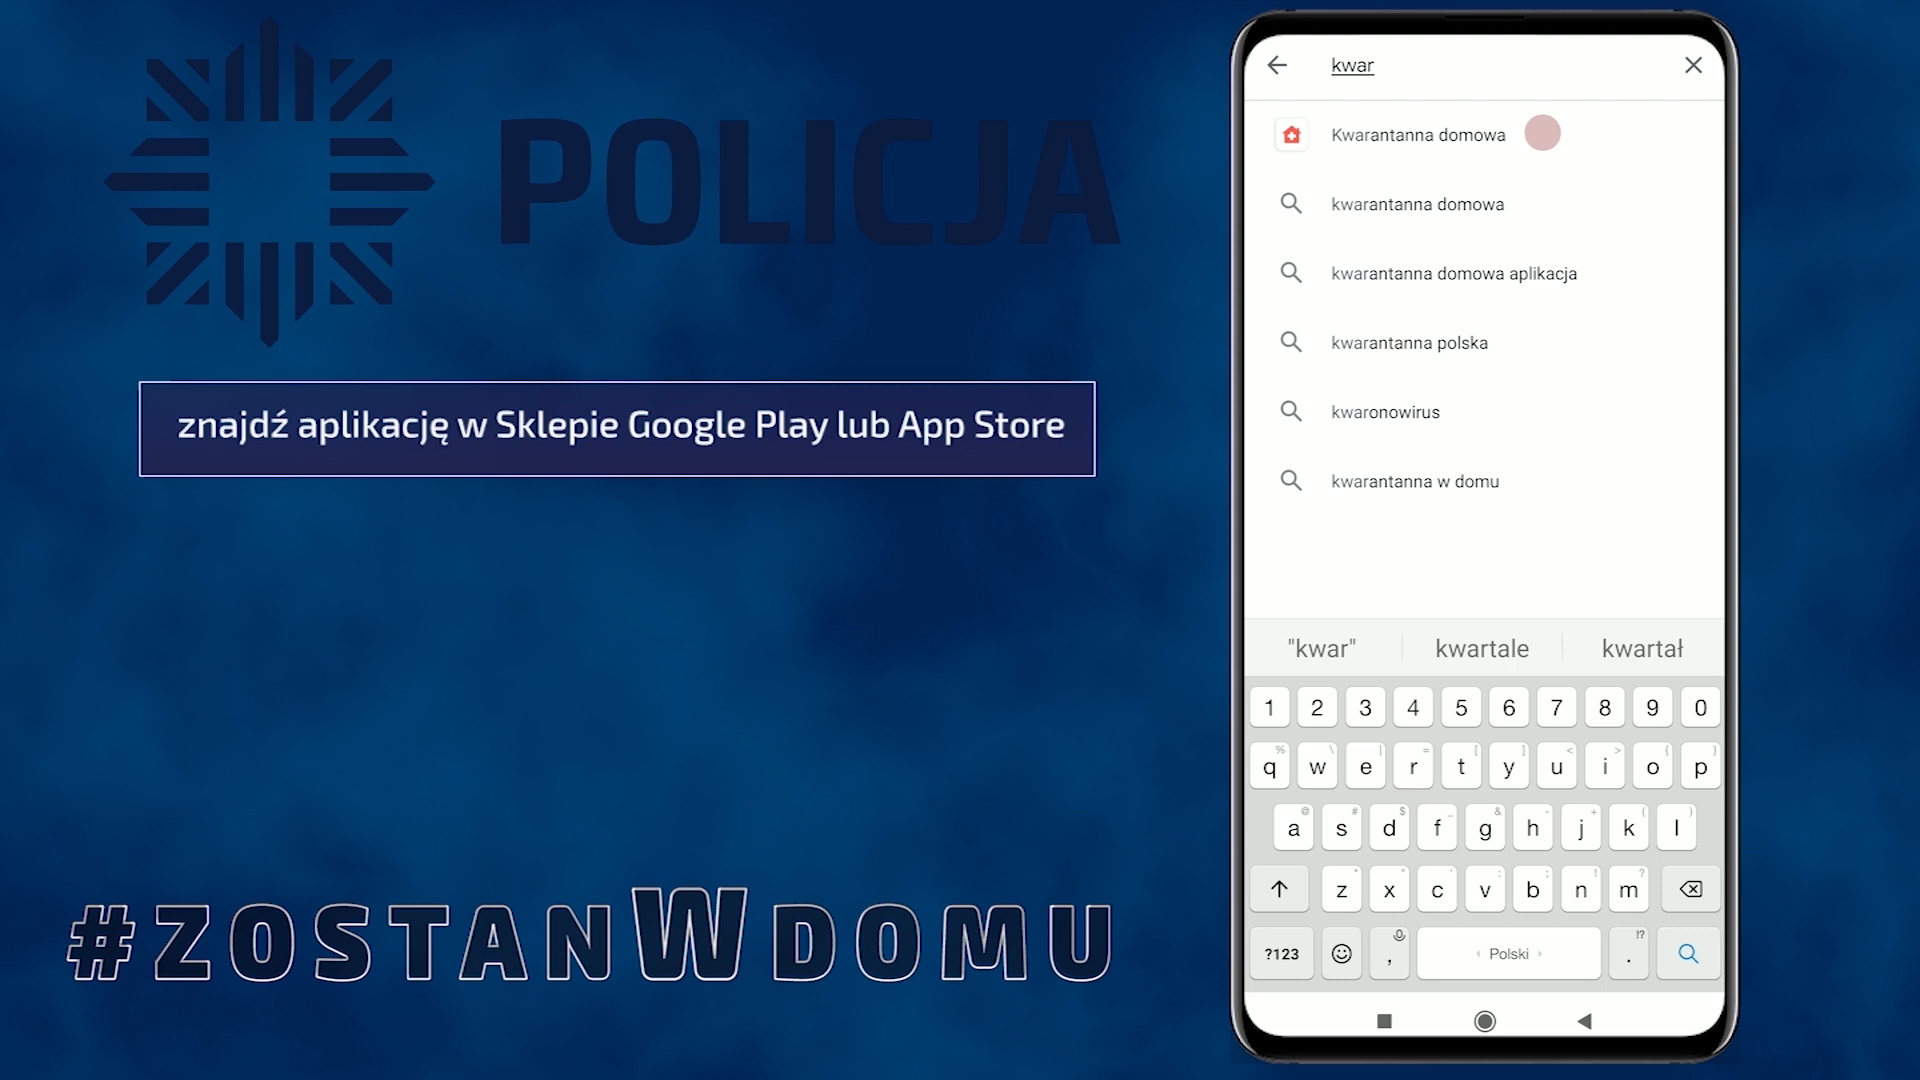 POLICJA
znajdź aplikację w Sklepie Google Play lub App Store
#ZOSTANWDOMU
kwar
Kwarantanna domowa
kwarantanna domowa
kwarantanna domowa aplikacja
kwarantanna polska
kwaronowirus
kwarantanna w domu
"kwar" kwartale kwartał
1 2 3 4 5 6 7 8 9 0
q w e r t y u i o p
a s d f g h j k l
z x c v b n m
?123 , Polski .